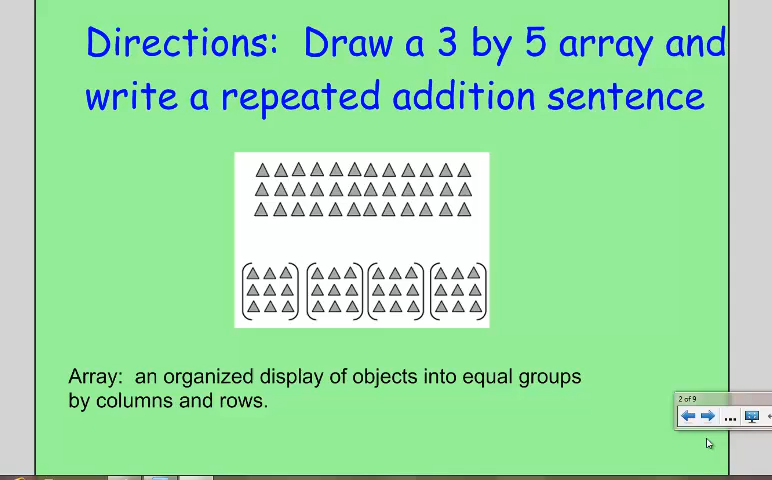 Directions:  Draw a 3 by 5 array and
write a repeated addition sentence
Array:  an organized display of objects into equal groups
by columns and rows.
2 of 9